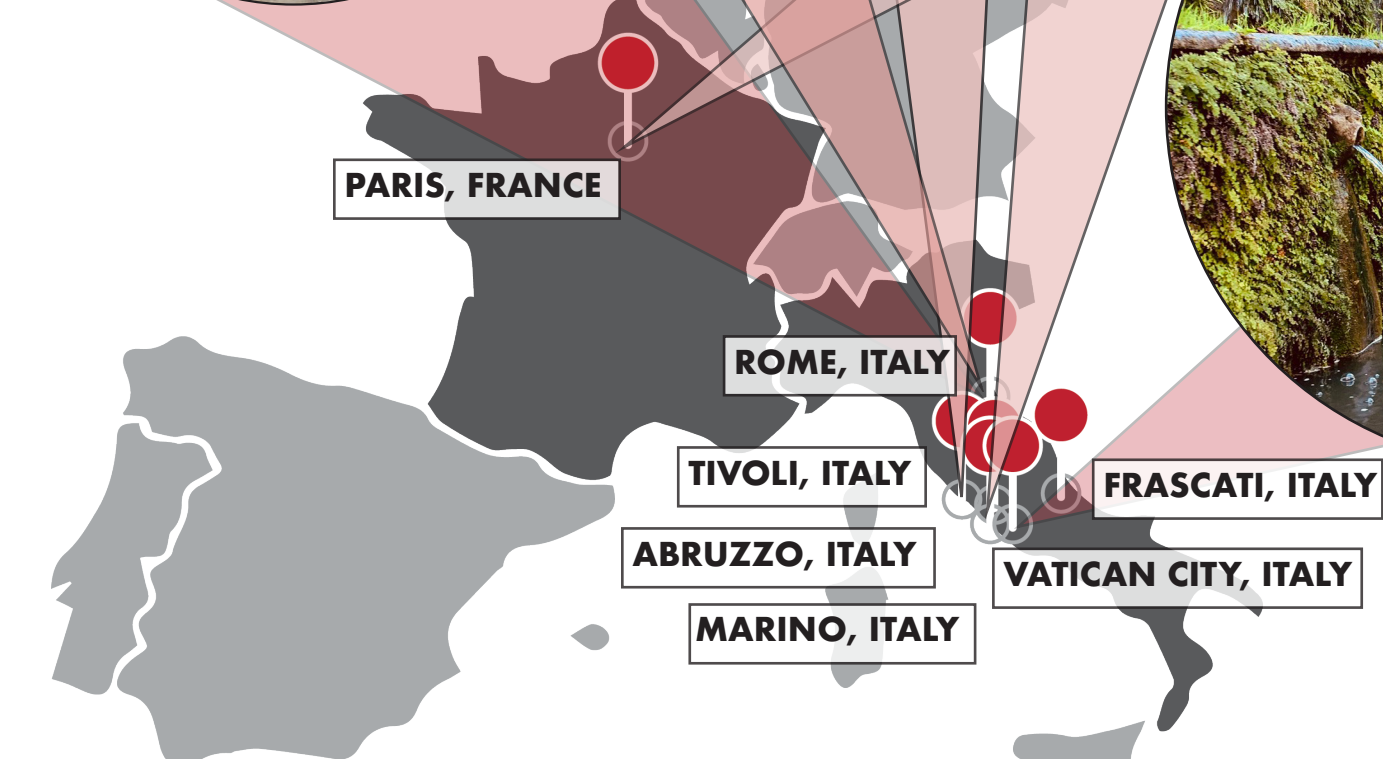 PARIS, FRANCE
ROME, ITALY
TIVOLI, ITALY
FRASCATI, ITALY
ABRUZZO, ITALY
VATICAN CITY, ITALY
MARINO, ITALY